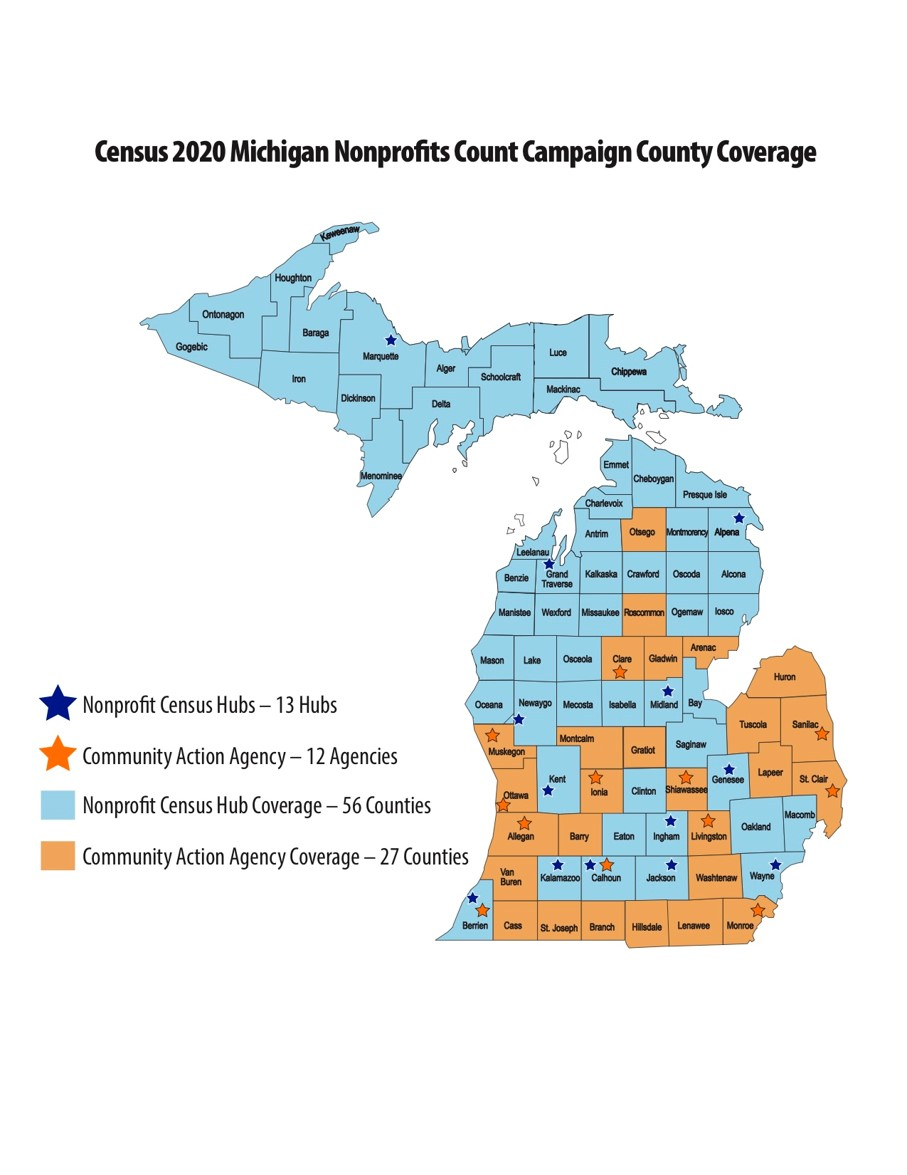 Census 2020 Michigan Nonprofits Count Campaign County Coverage
Keweenaw
Houghton
Ontonagon
Baraga
Gogebic
Marquette
Luce
Alger
Chippewa
Schoolcraft
Iron
Mackinac
Dickinson
Delta
Menominee
Emmet
Cheboygan
Presque Isle
Charlevoix
Antrim
Otsego
Montmorency
Alpena
Leelanau
Benzie
Grand
Traverse
Kalkaska
Crawford
Oscoda
Alcona
Manistee
Wexford
Missaukee
Roscommon
Ogemaw
Iosco
Mason
Lake
Osceola
Clare
Gladwin
Arenac
Huron
Oceana
Newaygo
Mecosta
Isabella
Midland
Bay
Tuscola
Sanilac
Muskegon
Montcalm
Gratiot
Saginaw
Kent
Ottawa
Ionia
Clinton
Shiawassee
Genesee
Lapeer
St. Clair
Allegan
Barry
Eaton
Ingham
Livingston
Oakland
Macomb
Van
Buren
Kalamazoo
Calhoun
Jackson
Washtenaw
Wayne
Berrien
Cass
St. Joseph
Branch
Hillsdale
Lenawee
Monroe
Nonprofit Census Hubs – 13 Hubs
Community Action Agency – 12 Agencies
Nonprofit Census Hub Coverage – 56 Counties
Community Action Agency Coverage – 27 Counties